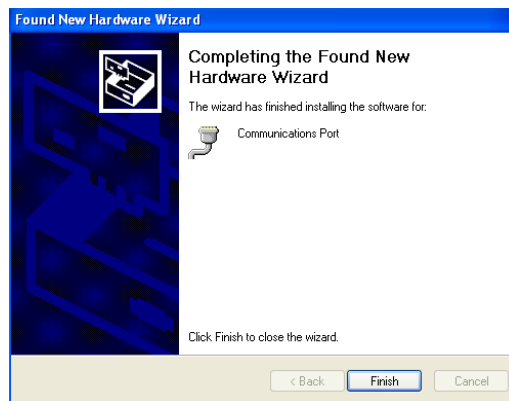 Found New Hardware Wizard
Completing the Found New
Hardware Wizard
The wizard has finished installing the software for:
Communications Port
Click Finish to close the wizard.
< Back
Finish
Cancel